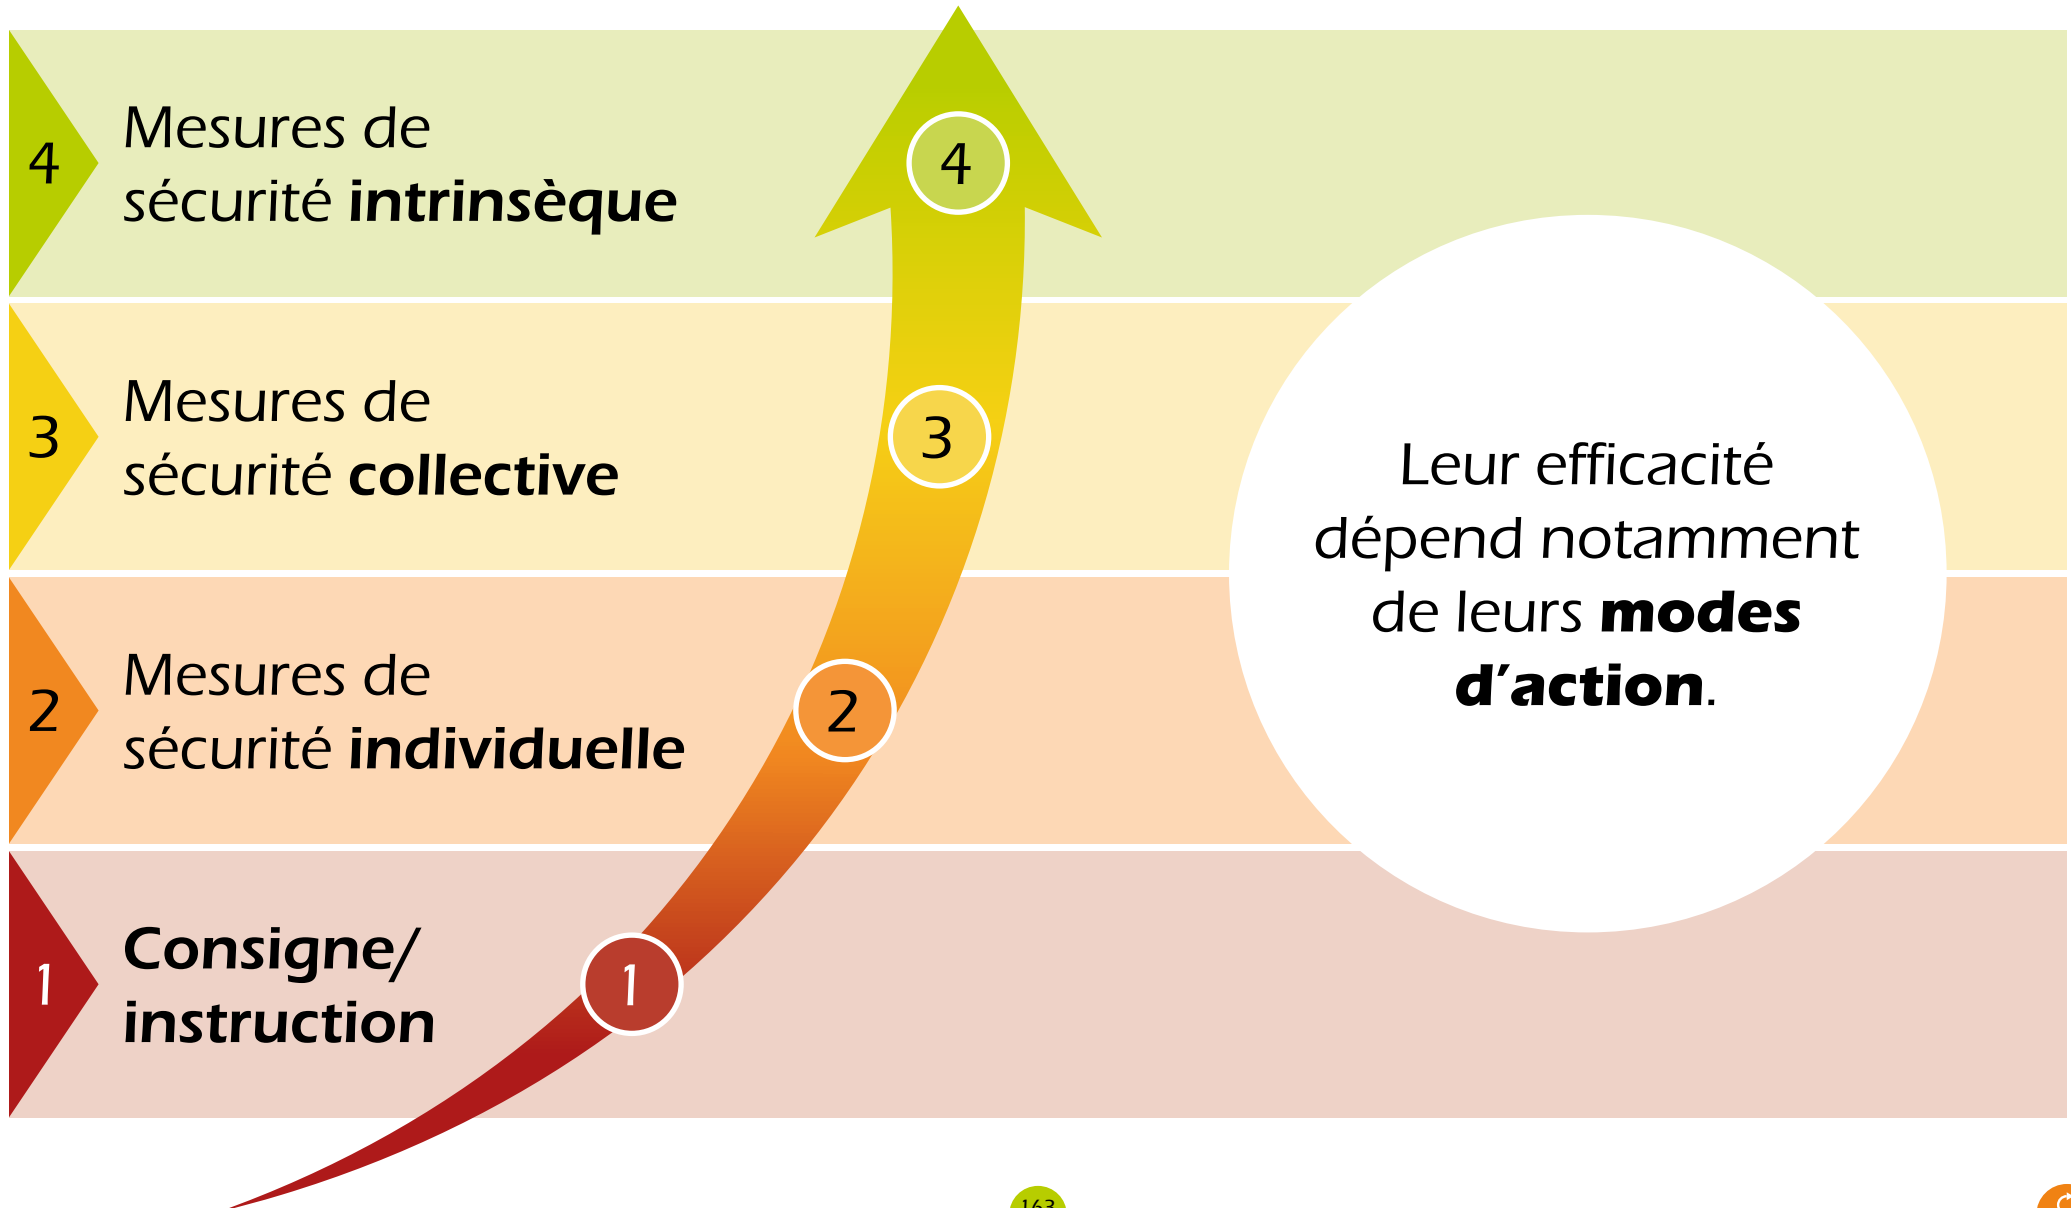 4
Mesures de
sécurité intrinsèque
4
3
Mesures de
sécurité collective
3
2
Mesures de
sécurité individuelle
2
1
Consigne/
instruction
1
Leur efficacité
dépend notamment
de leurs modes
d’action.
163